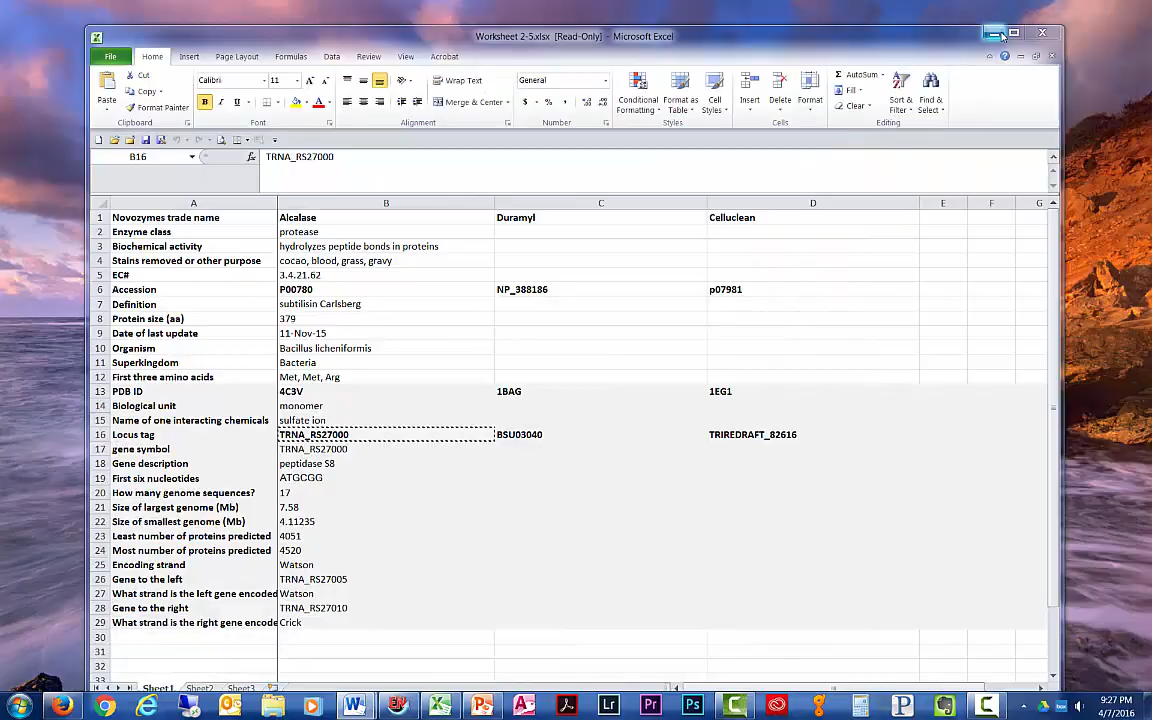 Worksheet 2-5.xlsx [Read-Only] - Microsoft Excel
File Home Insert Page Layout Formulas Data Review View Acrobat
Paste Cut Copy Format Painter Clipboard
Calibri 11 B I U A Font
Wrap Text Merge & Center Alignment
General $ % , Number
Conditional Formatting Format as Table Cell Styles Styles
Insert Delete Format Cells
AutoSum Fill Clear Sort & Filter Find & Select Editing
B16 fx TRNA_RS27000
A B C D E F G
1 Novozymes trade name Alcalase Duramyl Celluclean
2 Enzyme class protease
3 Biochemical activity hydrolyzes peptide bonds in proteins
4 Stains removed or other purpose cocao, blood, grass, gravy
5 EC# 3.4.21.62
6 Accession P00780 NP_388186 p07981
7 Definition subtilisin Carlsberg
8 Protein size (aa) 379
9 Date of last update 11-Nov-15
10 Organism Bacillus licheniformis
11 Superkingdom Bacteria
12 First three amino acids Met, Met, Arg
13 PDB ID 4C3V 1BAG 1EG1
14 Biological unit monomer
15 Name of one interacting chemicals sulfate ion
16 Locus tag TRNA_RS27000 BSU03040 TRIREDRAFT_82616
17 gene symbol TRNA_RS27000
18 Gene description peptidase S8
19 First six nucleotides ATGCGG
20 How many genome sequences? 17
21 Size of largest genome (Mb) 7.58
22 Size of smallest genome (Mb) 4.11235
23 Least number of proteins predicted 4051
24 Most number of proteins predicted 4520
25 Encoding strand Watson
26 Gene to the left TRNA_RS27005
27 What strand is the left gene encoded Watson
28 Gene to the right TRNA_RS27010
29 What strand is the right gene encode Crick
30
31
32
Sheet1 Sheet2 Sheet3
9:27 PM
4/7/2016